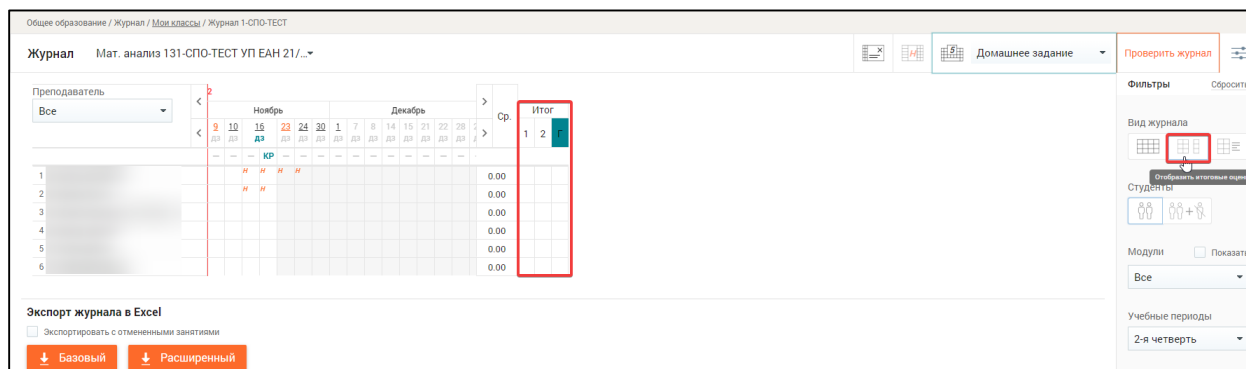 Общее образование / Журнал / Мои классы / Журнал 1-СПО-ТЕСТ
Журнал Мат. анализ 131-СПО-ТЕСТ УП ЕАН 21/...
Н 5 Домашнее задание Проверить журнал
Преподаватель
Все
2
Ноябрь Декабрь Ср. Итог
9 10 16 23 24 30 1 7 8 14 15 21 22 28 1 2 Г
дз дз дз дз дз дз дз дз дз дз дз дз дз дз
– – – КР – – – – – – – – – – –
1 Н Н Н Н 0.00
2 Н Н 0.00
3 0.00
4 0.00
5 0.00
6 0.00
Фильтры Сбросить
Вид журнала
Отобразить итоговые оцен
Студенты
Модули Показать
Все
Учебные периоды
2-я четверть
Экспорт журнала в Excel
Экспортировать с отмененными занятиями
Базовый Расширенный